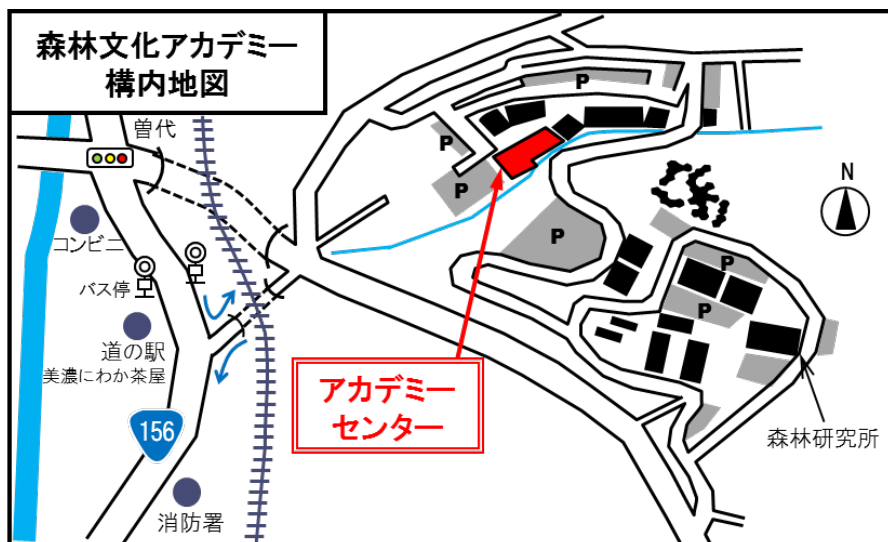 森林文化アカデミー
構内地図
曽代
コンビニ
バス停
道の駅
美濃にわか茶屋
156
消防署
P
P
P
P
P
P
N
アカデミー
センター
森林研究所